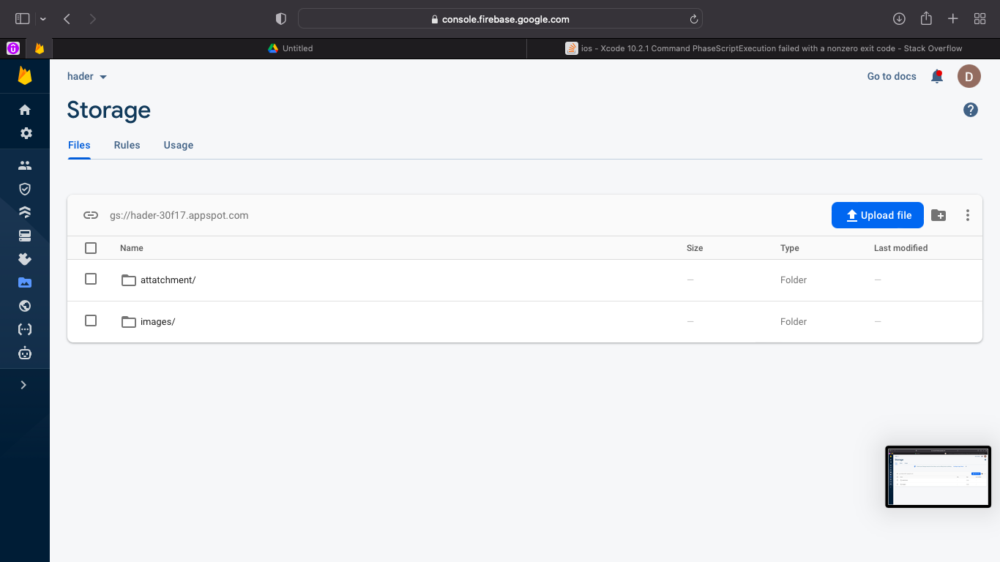 console.firebase.google.com
Untitled
ios - Xcode 10.2.1 Command PhaseScriptExecution failed with a nonzero exit code - Stack Overflow
hader
Go to docs
D
Storage
?
Files Rules Usage
gs://hader-30f17.appspot.com
Upload file
Name Size Type Last modified
attatchment/ — Folder —
images/ — Folder —
Storage